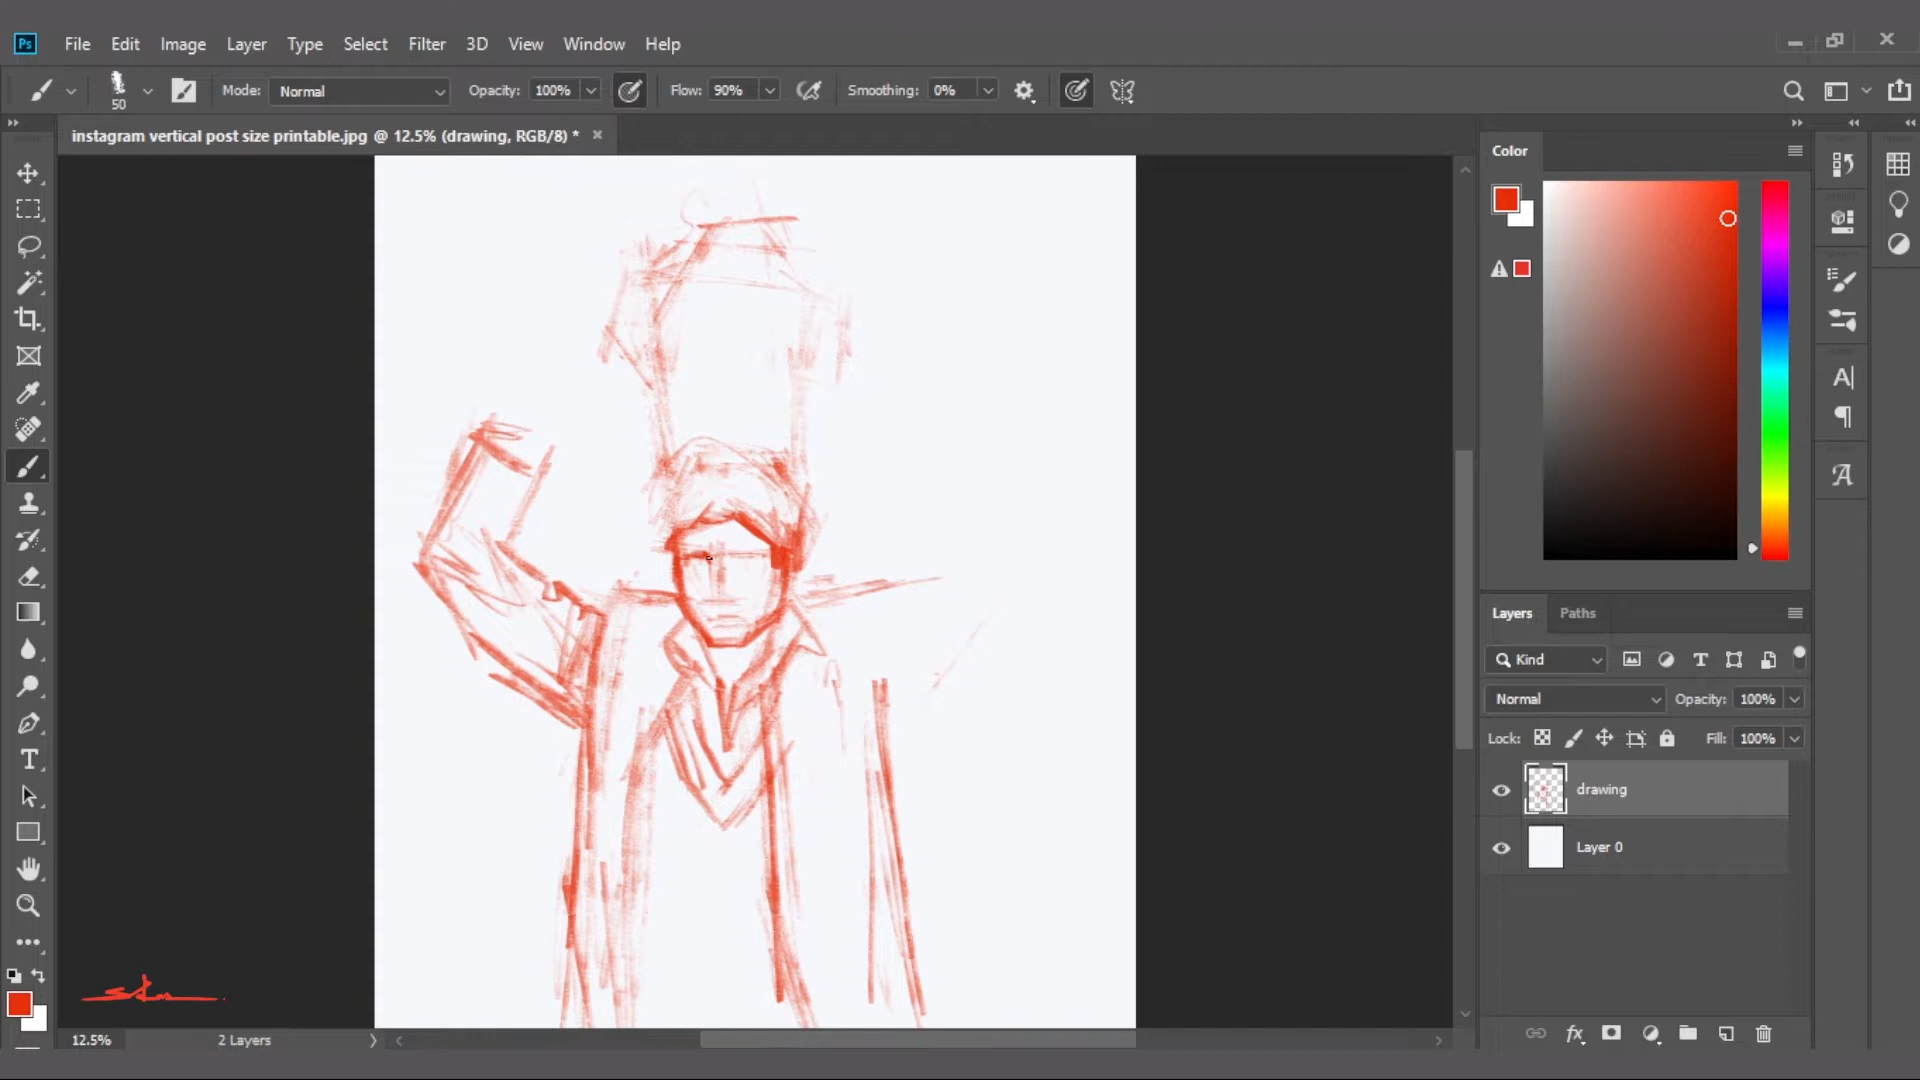 Ps File Edit Image Layer Type Select Filter 3D View Window Help
50 Mode: Normal Opacity: 100% Flow: 90% Smoothing: 0%
instagram vertical post size printable.jpg @ 12.5% (drawing, RGB/8) *
Color
Layers Paths
Kind
Normal Opacity: 100%
Lock: Fill: 100%
drawing
Layer 0
12.5% 2 Layers